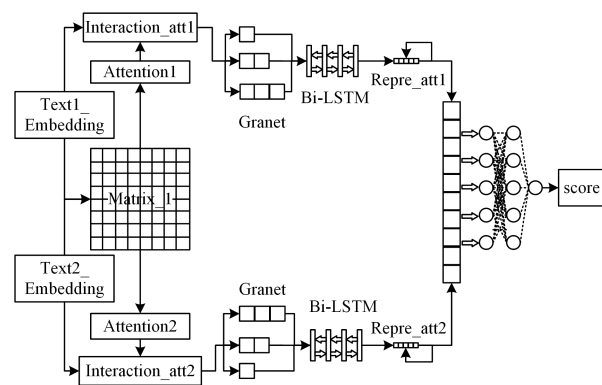 Interaction_att1
Attention1
Granet
Bi-LSTM
Repre_att1
Text1_
Embedding
Matrix_1
score
Text2_
Embedding
Attention2
Interaction_att2
Granet
Bi-LSTM
Repre_att2